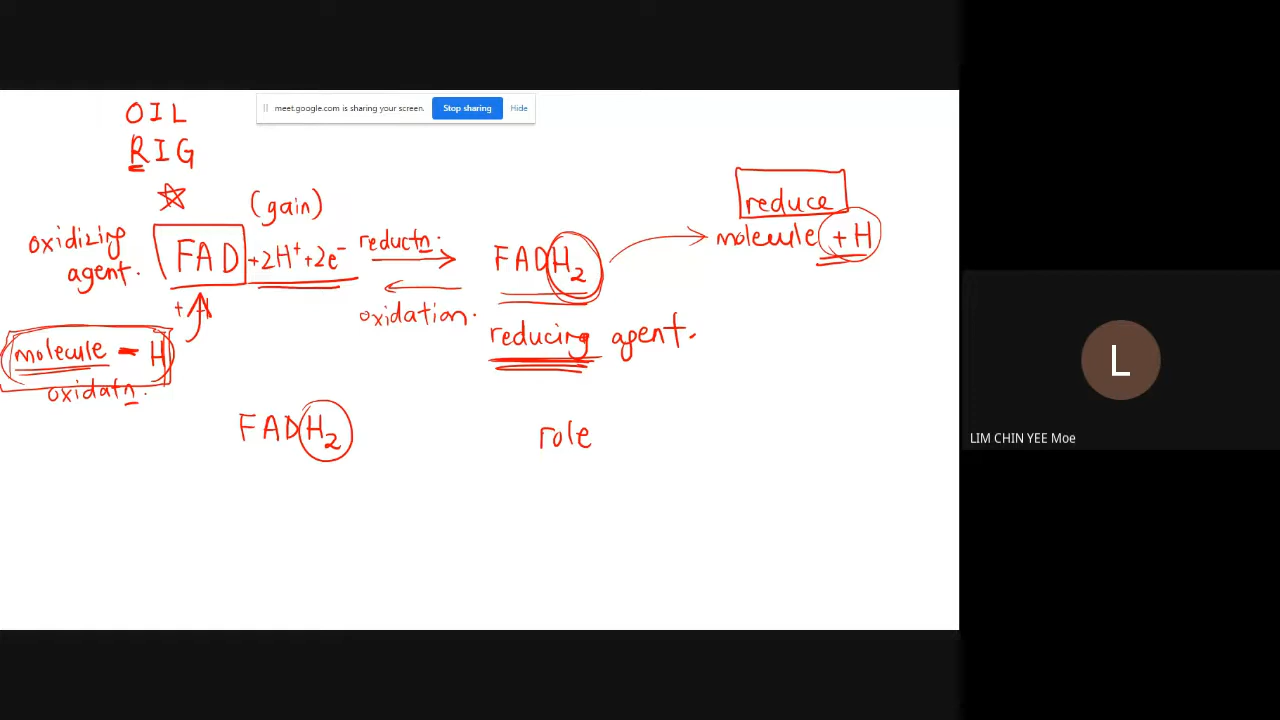 OIL
meet.google.com is sharing your screen. Stop sharing Hide
RIG
(gain)
reduce
molecule + H
oxidizing agent.
FAD +2H⁺ +2e⁻
reductn.
oxidation.
FADH₂
reducing agent.
+ H
molecule - H
oxidatn.
FADH₂
role
L
LIM CHIN YEE Moe